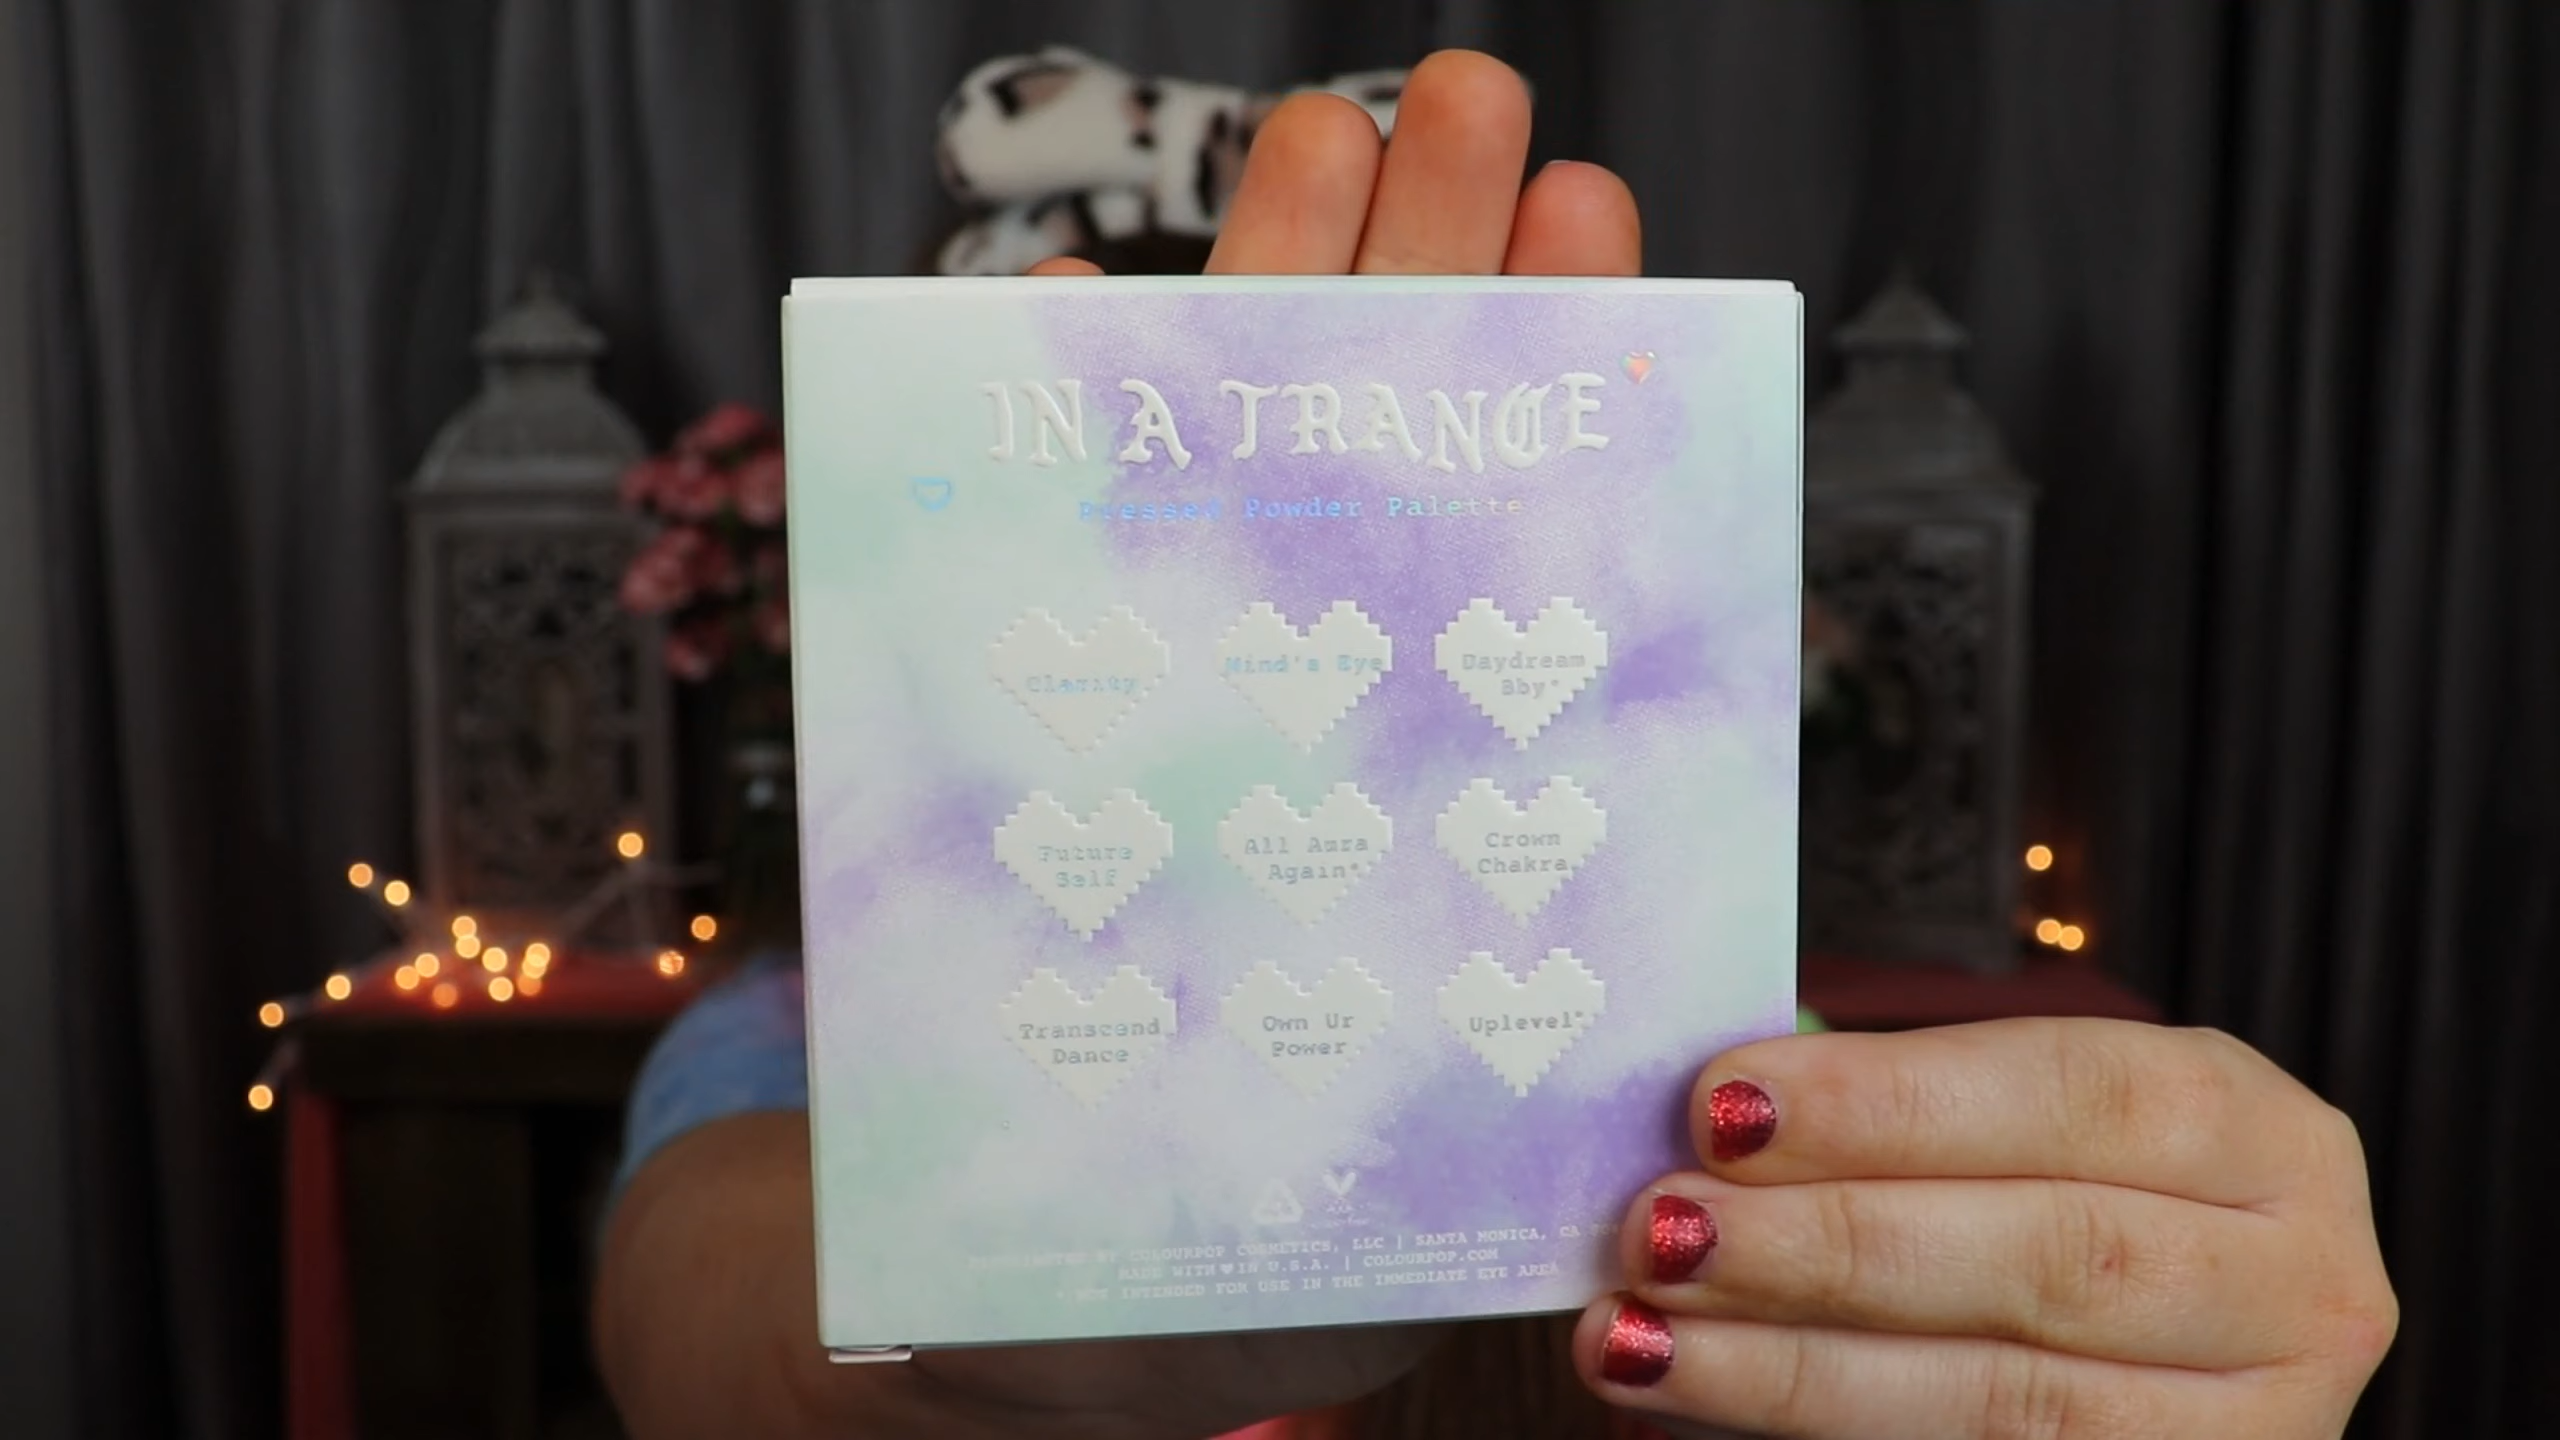 IN A TRANCE
Pressed Powder Palette
Clarity
Mind's Eye
Daydream
Bby*
Future
Self
All Aura
Again*
Crown
Chakra
Transcend
Dance
Own Ur
Power
Uplevel*
BY COLOURPOP COSMETICS, LLC | SANTA MONICA, CA
MADE WITH ♥ IN U.S.A. | COLOURPOP.COM
* NOT INTENDED FOR USE IN THE IMMEDIATE EYE AREA